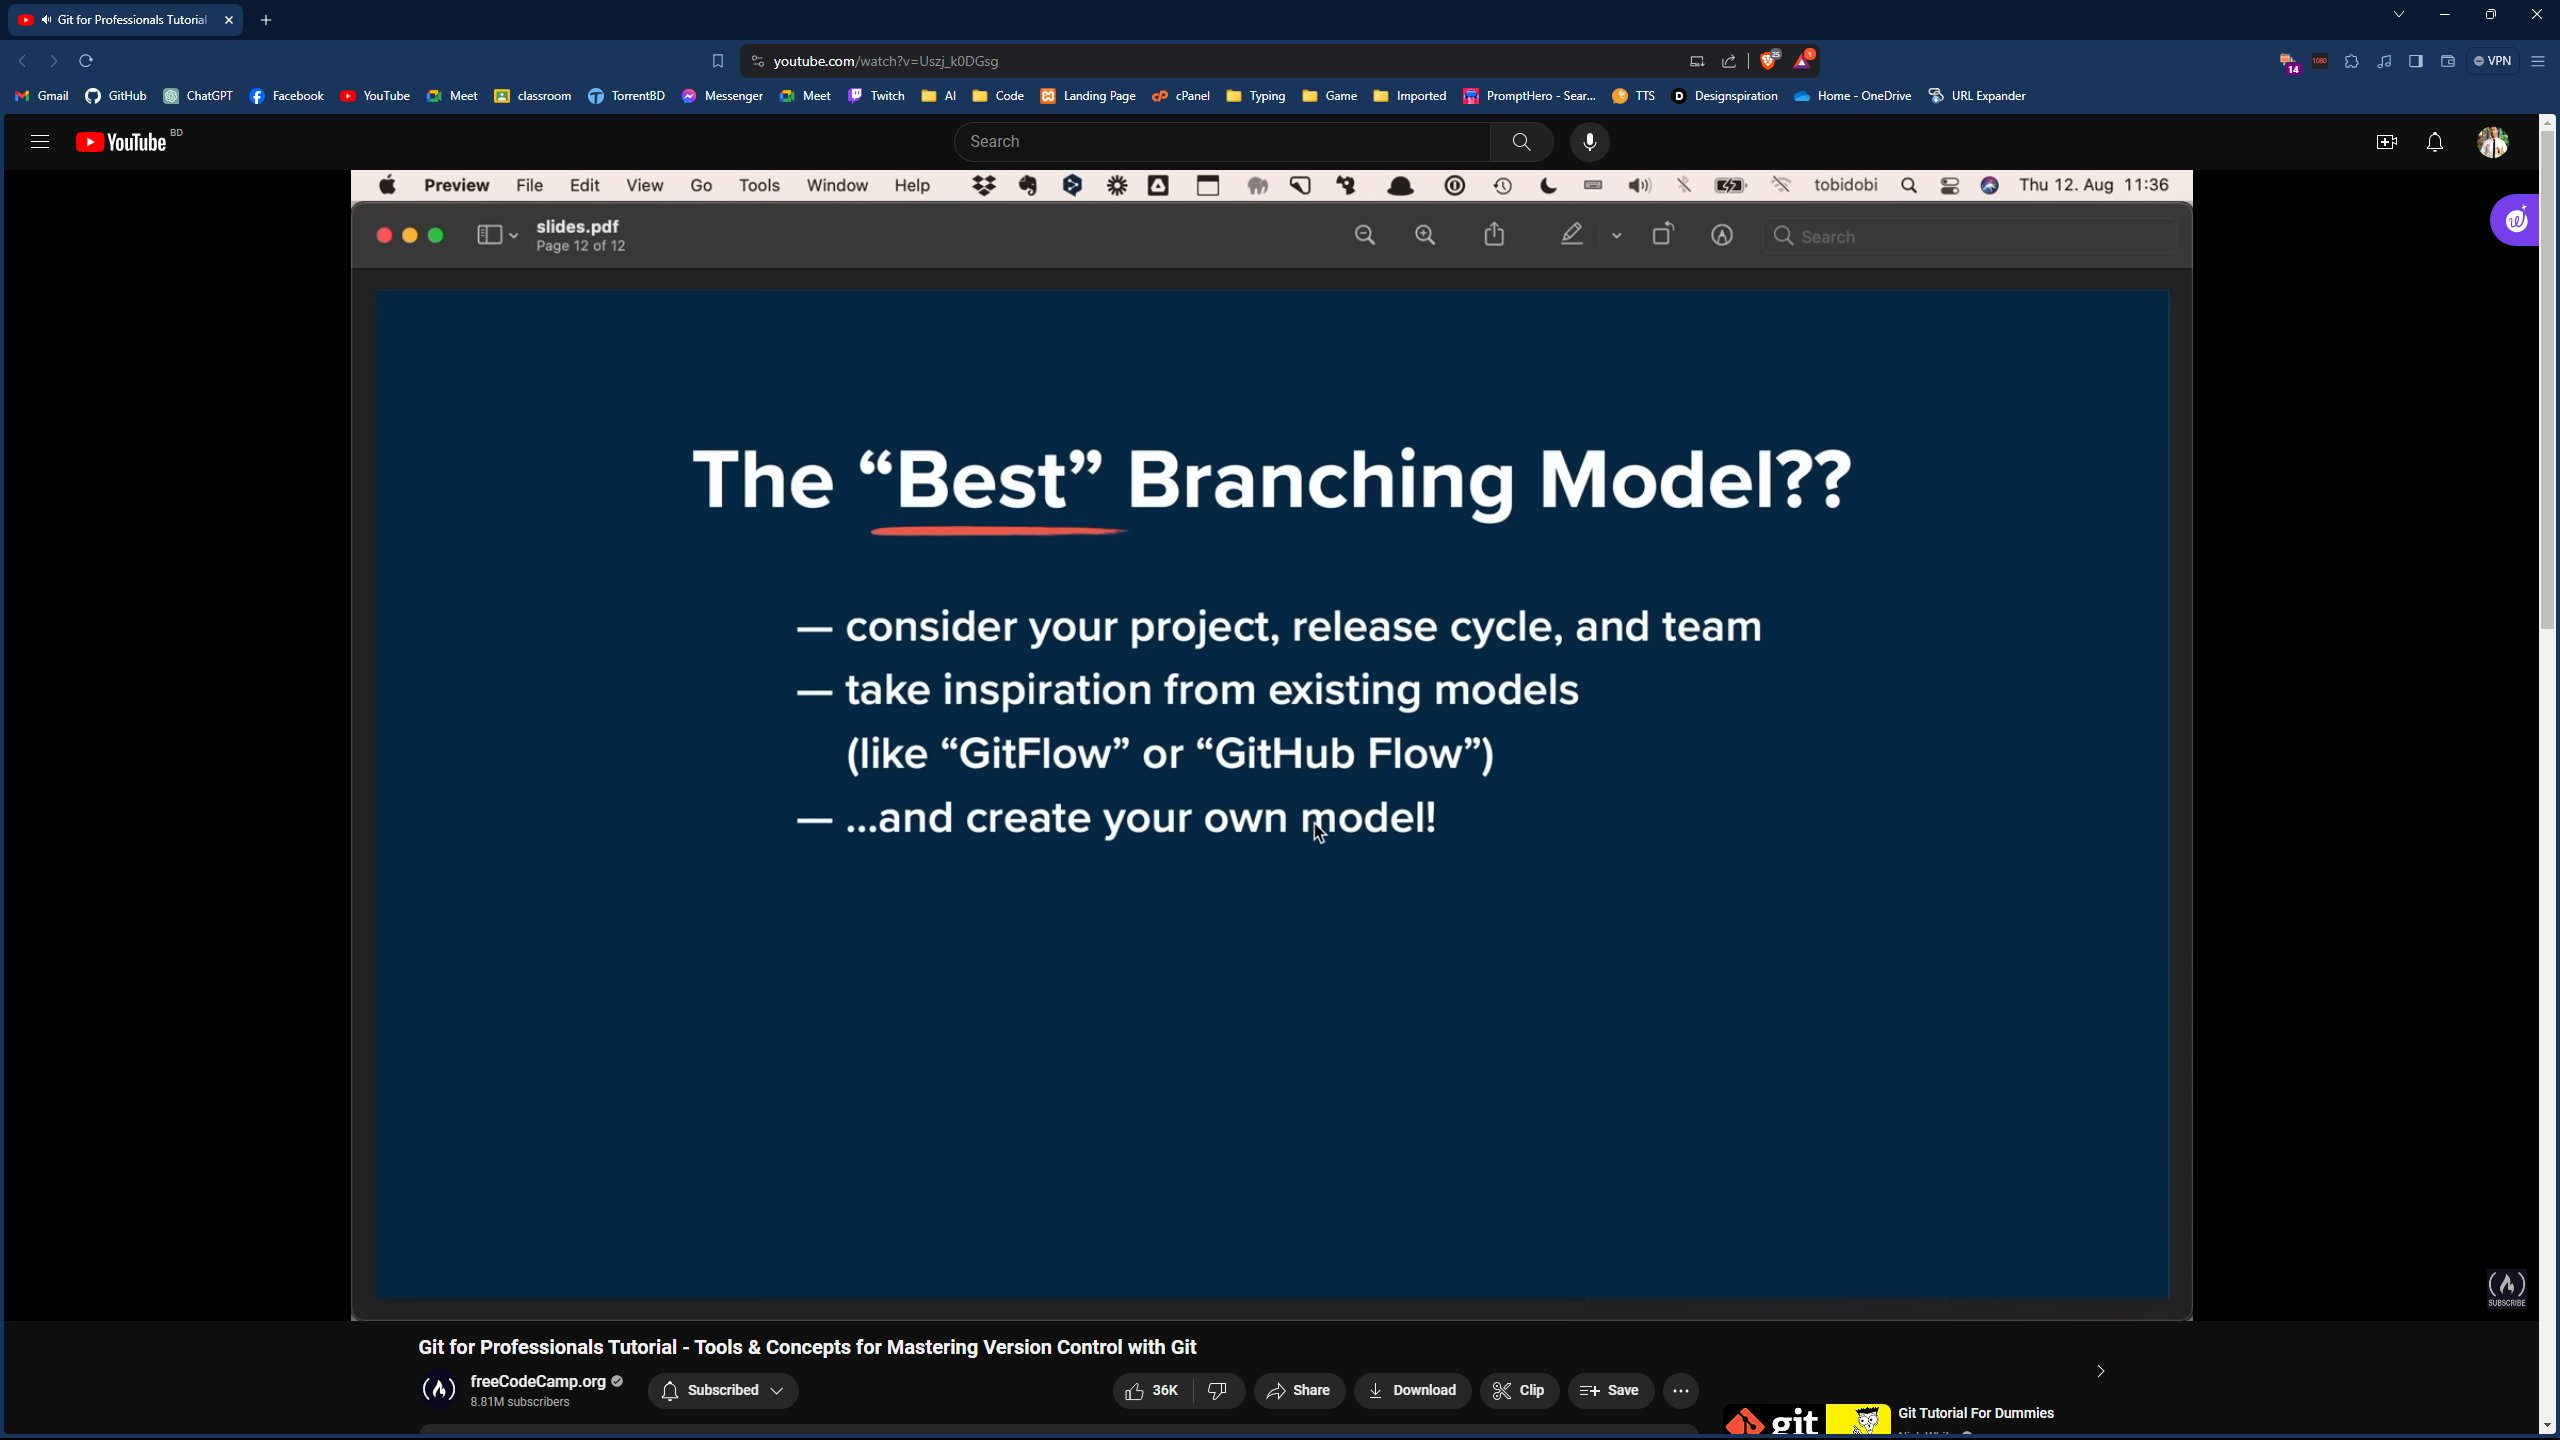 Git for Professionals Tutorial
youtube.com/watch?v=Uszj_k0DGsg
25
1
14
1080
VPN
Gmail GitHub ChatGPT Facebook YouTube Meet classroom TorrentBD Messenger Meet Twitch AI Code Landing Page cPanel Typing Game Imported PromptHero - Sear... TTS Designspiration Home - OneDrive URL Expander
YouTube BD
Search
Preview File Edit View Go Tools Window Help tobidobi Thu 12. Aug 11:36
slides.pdf
Page 12 of 12
Search
The “Best” Branching Model??
— consider your project, release cycle, and team
— take inspiration from existing models
(like “GitFlow” or “GitHub Flow”)
— ...and create your own model!
SUBSCRIBE
Git for Professionals Tutorial - Tools & Concepts for Mastering Version Control with Git
freeCodeCamp.org
8.81M subscribers
Subscribed
36K
Share
Download
Clip
Save
git
Git Tutorial For Dummies